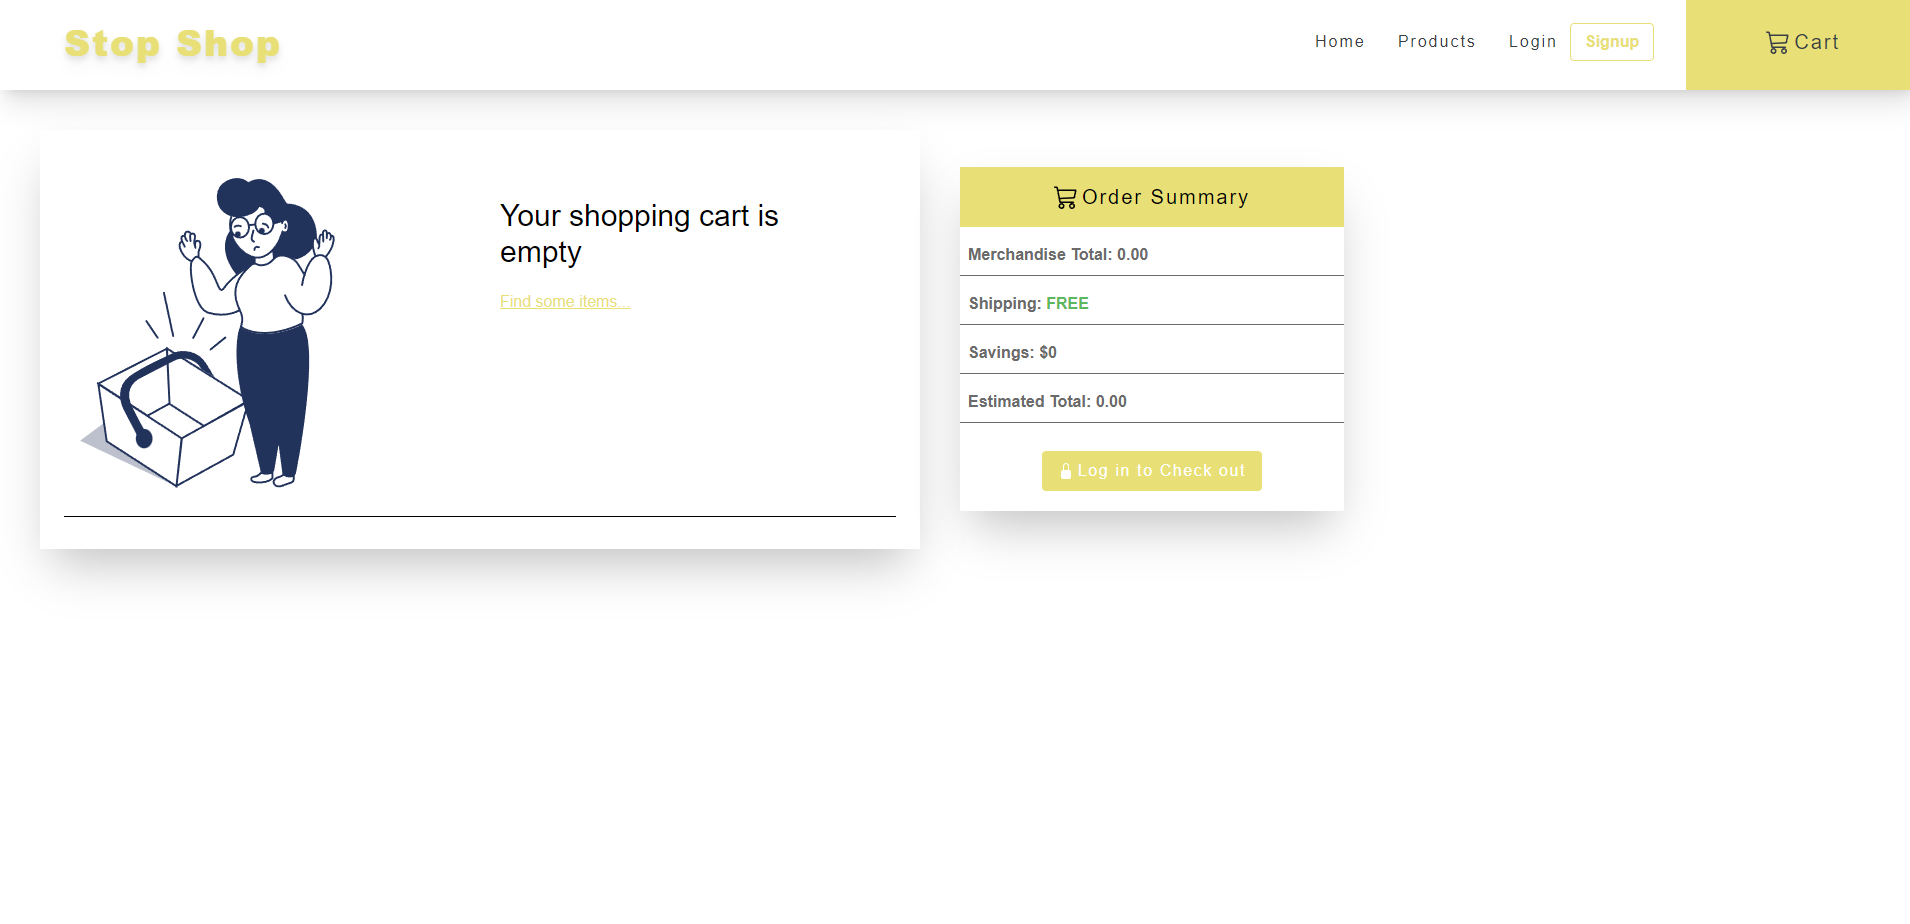 Stop Shop
Home
Products
Login
Signup
Cart
Your shopping cart is
empty
Find some items...
Order Summary
Merchandise Total: 0.00
Shipping: FREE
Savings: $0
Estimated Total: 0.00
Log in to Check out